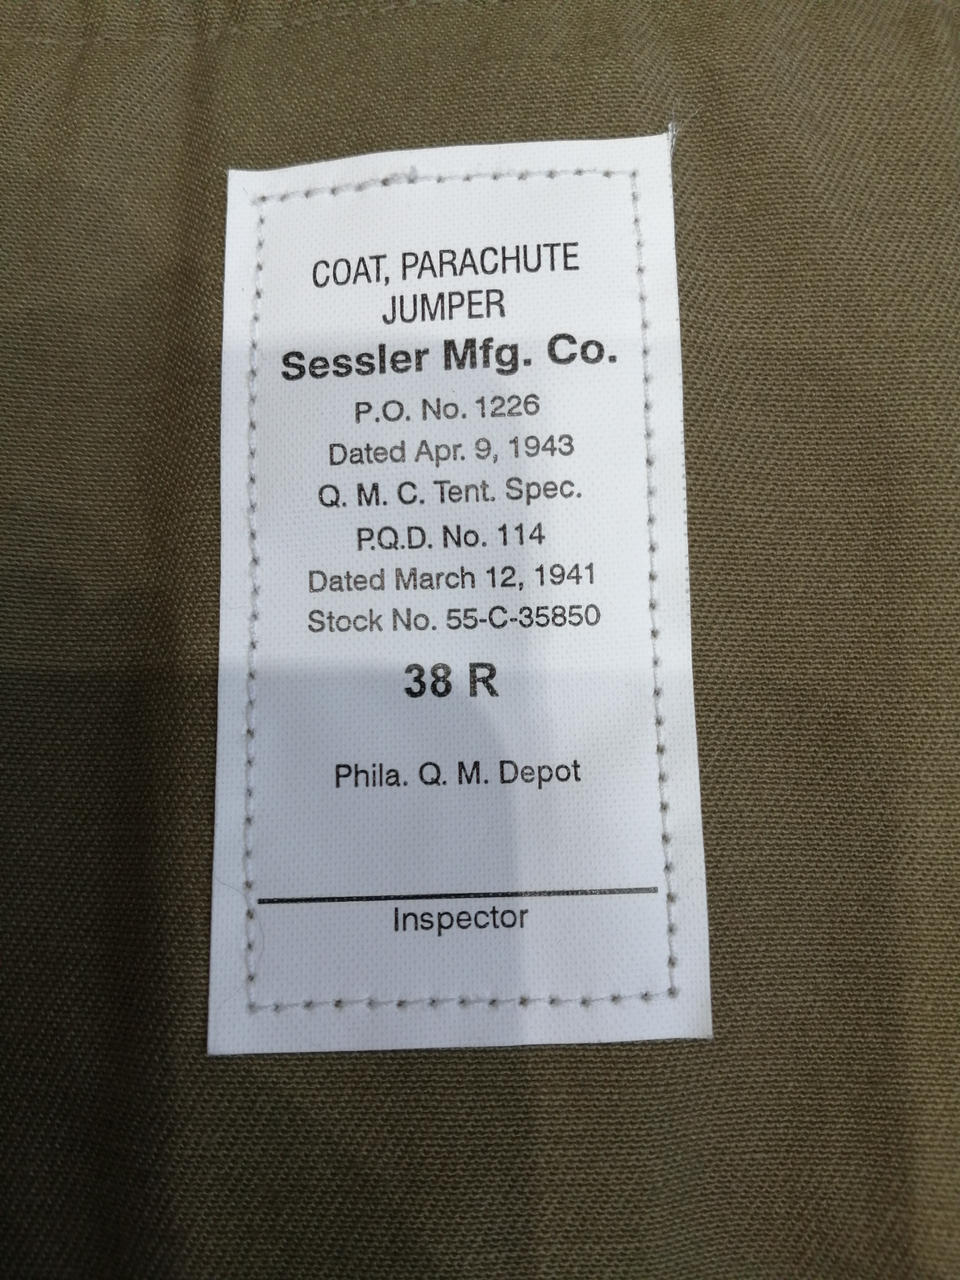 COAT, PARACHUTE
JUMPER
Sessler Mfg. Co.
P.O. No. 1226
Dated Apr. 9, 1943
Q. M. C. Tent. Spec.
P.Q.D. No. 114
Dated March 12, 1941
Stock No. 55-C-35850
38 R
Phila. Q. M. Depot
Inspector